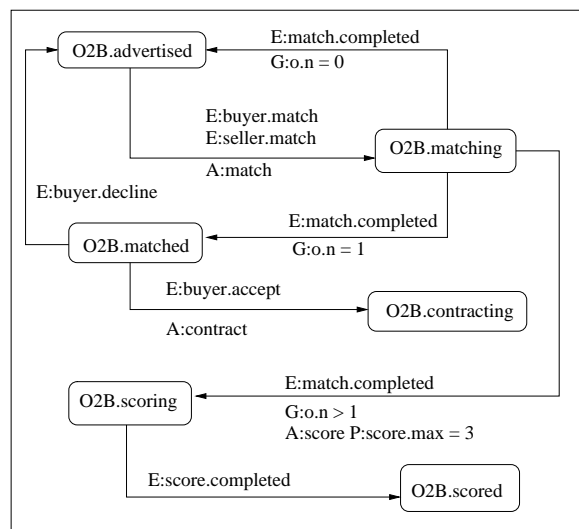 O2B.advertised
E:match.completed
G:o.n = 0
E:buyer.match
E:seller.match
A:match
O2B.matching
E:buyer.decline
E:match.completed
G:o.n = 1
O2B.matched
E:buyer.accept
A:contract
O2B.contracting
E:match.completed
G:o.n > 1
A:score P:score.max = 3
O2B.scoring
E:score.completed
O2B.scored